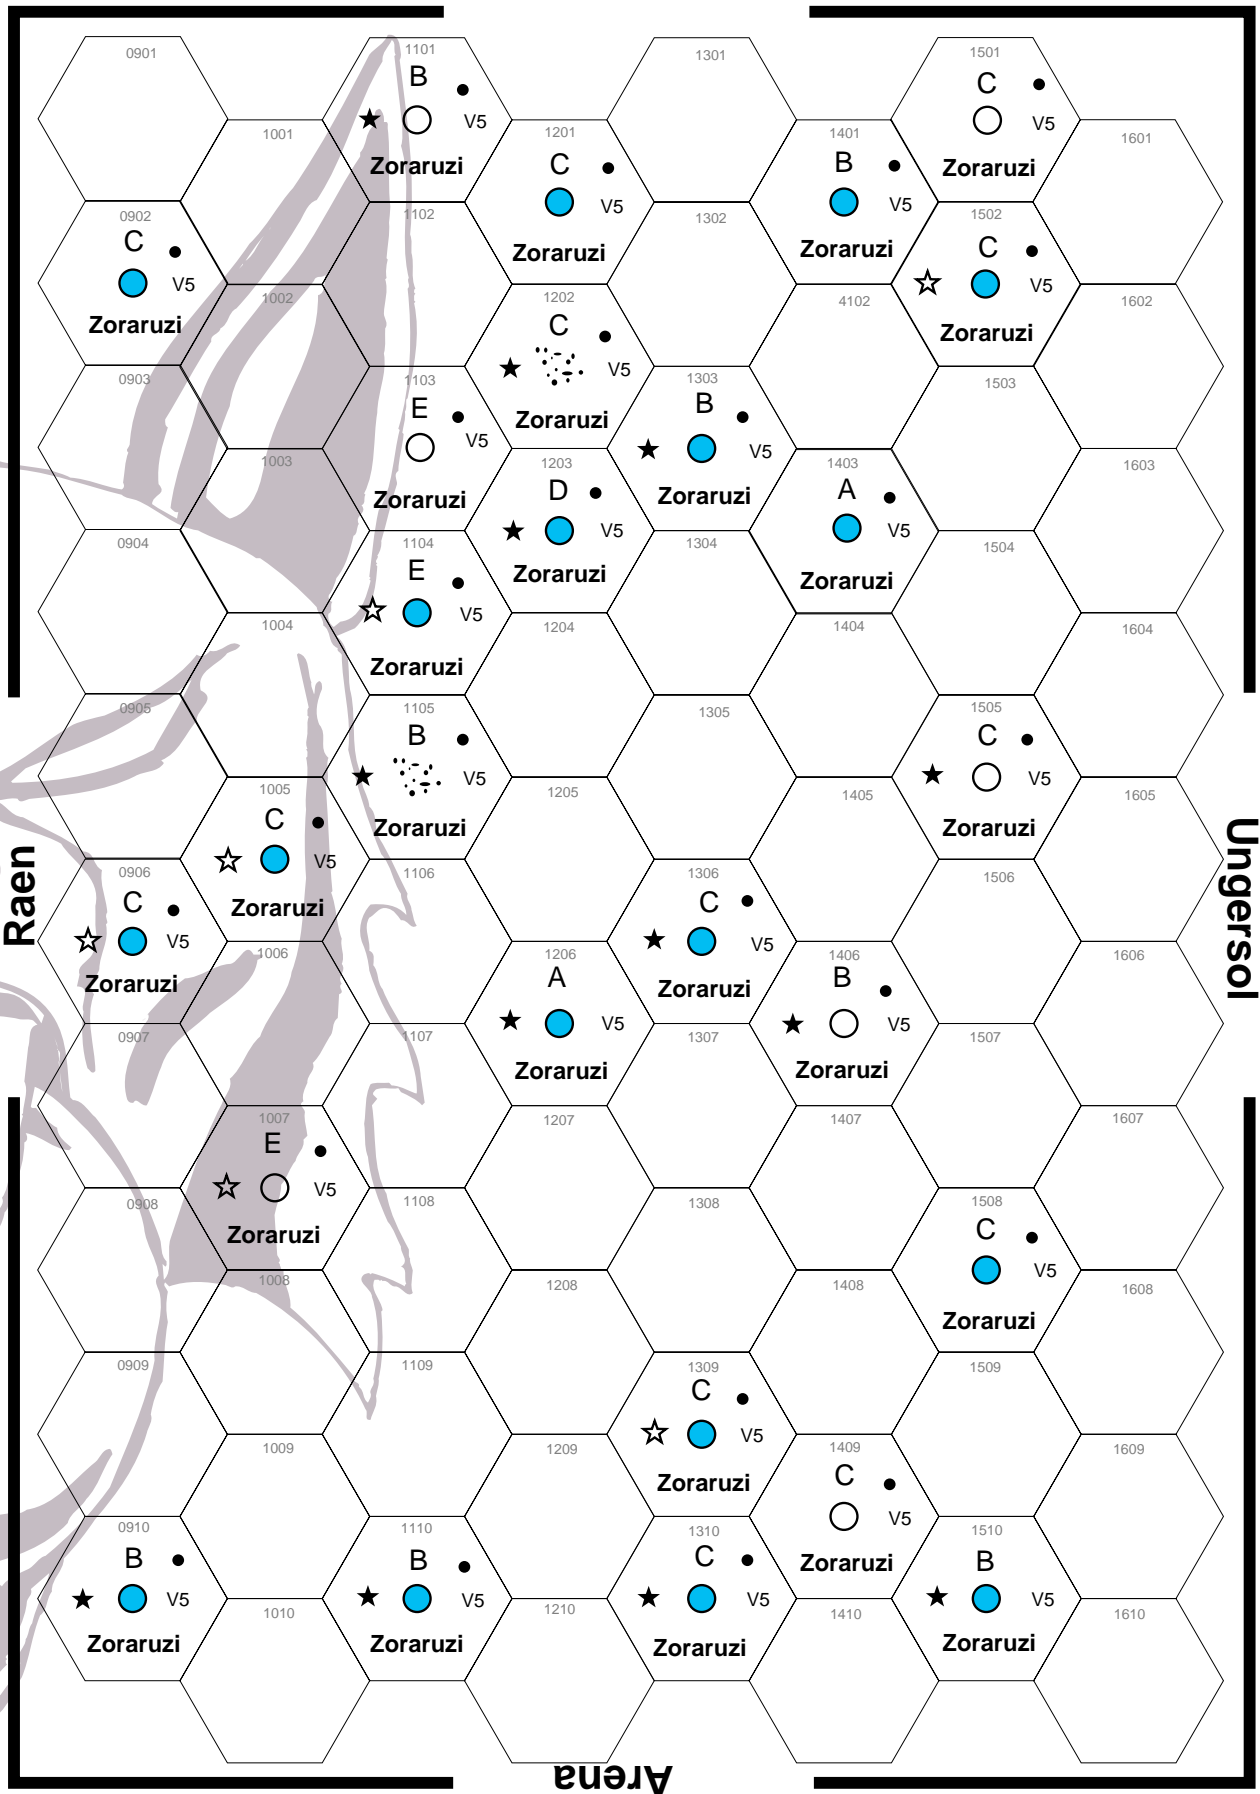 0901
1101
B
V5
Zoraruzi
1301
1501
C
V5
Zoraruzi
1001
1201
C
V5
Zoraruzi
1401
B
V5
Zoraruzi
1601
0902
C
V5
Zoraruzi
1102
1302
1502
C
V5
Zoraruzi
1002
1202
C
V5
Zoraruzi
4102
1602
0903
1103
E
V5
Zoraruzi
1303
B
V5
Zoraruzi
1503
1003
1203
D
V5
Zoraruzi
1403
A
V5
Zoraruzi
1603
0904
1104
E
V5
Zoraruzi
1304
1504
1004
1204
1404
1604
0905
1105
B
V5
Zoraruzi
1305
1505
C
V5
Zoraruzi
1005
C
V5
Zoraruzi
1205
1405
1605
0906
C
V5
Zoraruzi
1106
1306
C
V5
Zoraruzi
1506
Raen
Ungersol
1006
1206
A
V5
Zoraruzi
1406
B
V5
Zoraruzi
1606
0907
1107
1307
1507
1007
E
V5
Zoraruzi
1207
1407
1607
0908
1108
1308
1508
C
V5
Zoraruzi
1008
1208
1408
1608
0909
1109
1309
C
V5
Zoraruzi
1509
1009
1209
1409
C
V5
Zoraruzi
1609
0910
B
V5
Zoraruzi
1110
B
V5
Zoraruzi
1310
C
V5
Zoraruzi
1510
B
V5
Zoraruzi
1010
1210
1410
1610
Arena